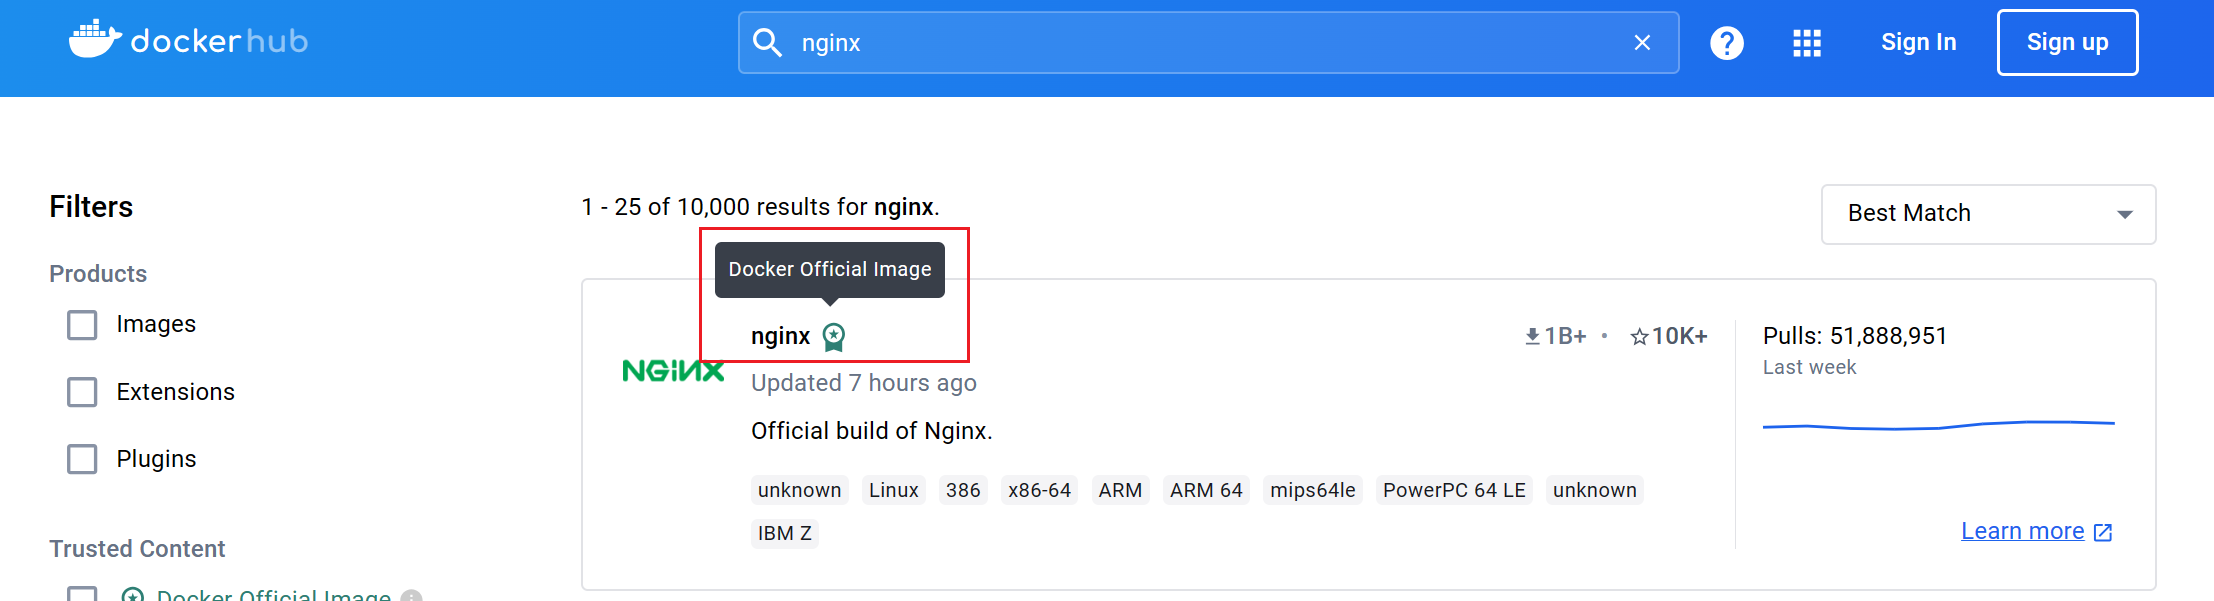 dockerhub
nginx
Sign In
Sign up
Filters
1 - 25 of 10,000 results for nginx.
Best Match
Products
Images
Extensions
Plugins
Trusted Content
Docker Official Image
Docker Official Image
nginx
1B+ • 10K+
NGINX
Updated 7 hours ago
Official build of Nginx.
unknown Linux 386 x86-64 ARM ARM 64 mips64le PowerPC 64 LE unknown
IBM Z
Pulls: 51,888,951
Last week
Learn more